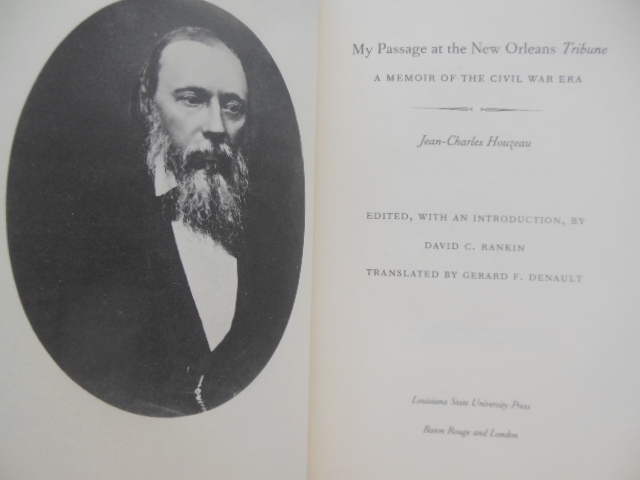 My Passage at the New Orleans Tribune
A MEMOIR OF THE CIVIL WAR ERA
Jean-Charles Houzeau
EDITED, WITH AN INTRODUCTION, BY
DAVID C. RANKIN
TRANSLATED BY GERARD F. DENAULT
Louisiana State University Press
Baton Rouge and London